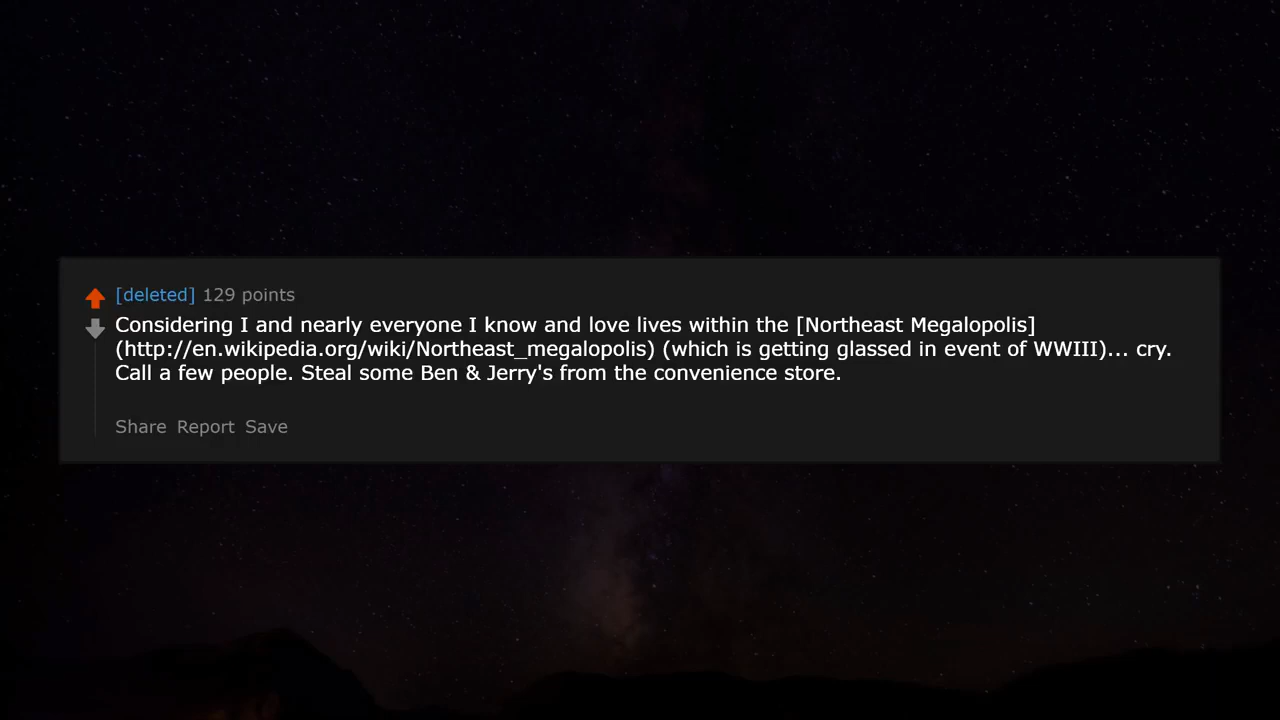 [deleted] 129 points
Considering I and nearly everyone I know and love lives within the [Northeast Megalopolis]
(http://en.wikipedia.org/wiki/Northeast_megalopolis) (which is getting glassed in event of WWIII)... cry.
Call a few people. Steal some Ben & Jerry's from the convenience store.
Share Report Save